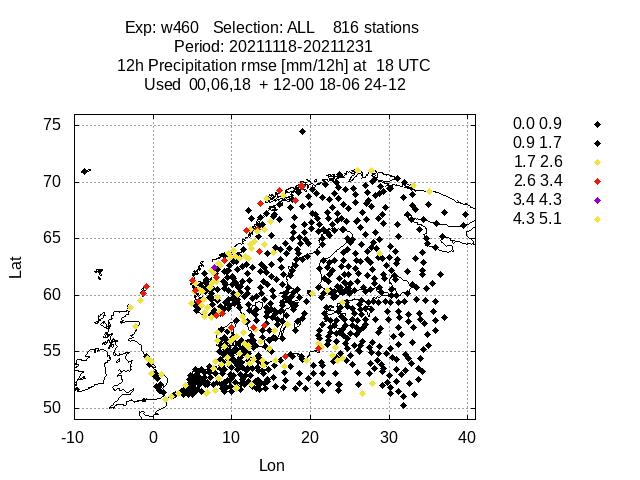 Exp: w460 Selection: ALL 816 stations
Period: 20211118-20211231
12h Precipitation rmse [mm/12h] at 18 UTC
Used 00,06,18 + 12-00 18-06 24-12
0.0 0.9
0.9 1.7
1.7 2.6
2.6 3.4
3.4 4.3
4.3 5.1
75
70
65
60
55
50
Lat
-10 0 10 20 30 40
Lon